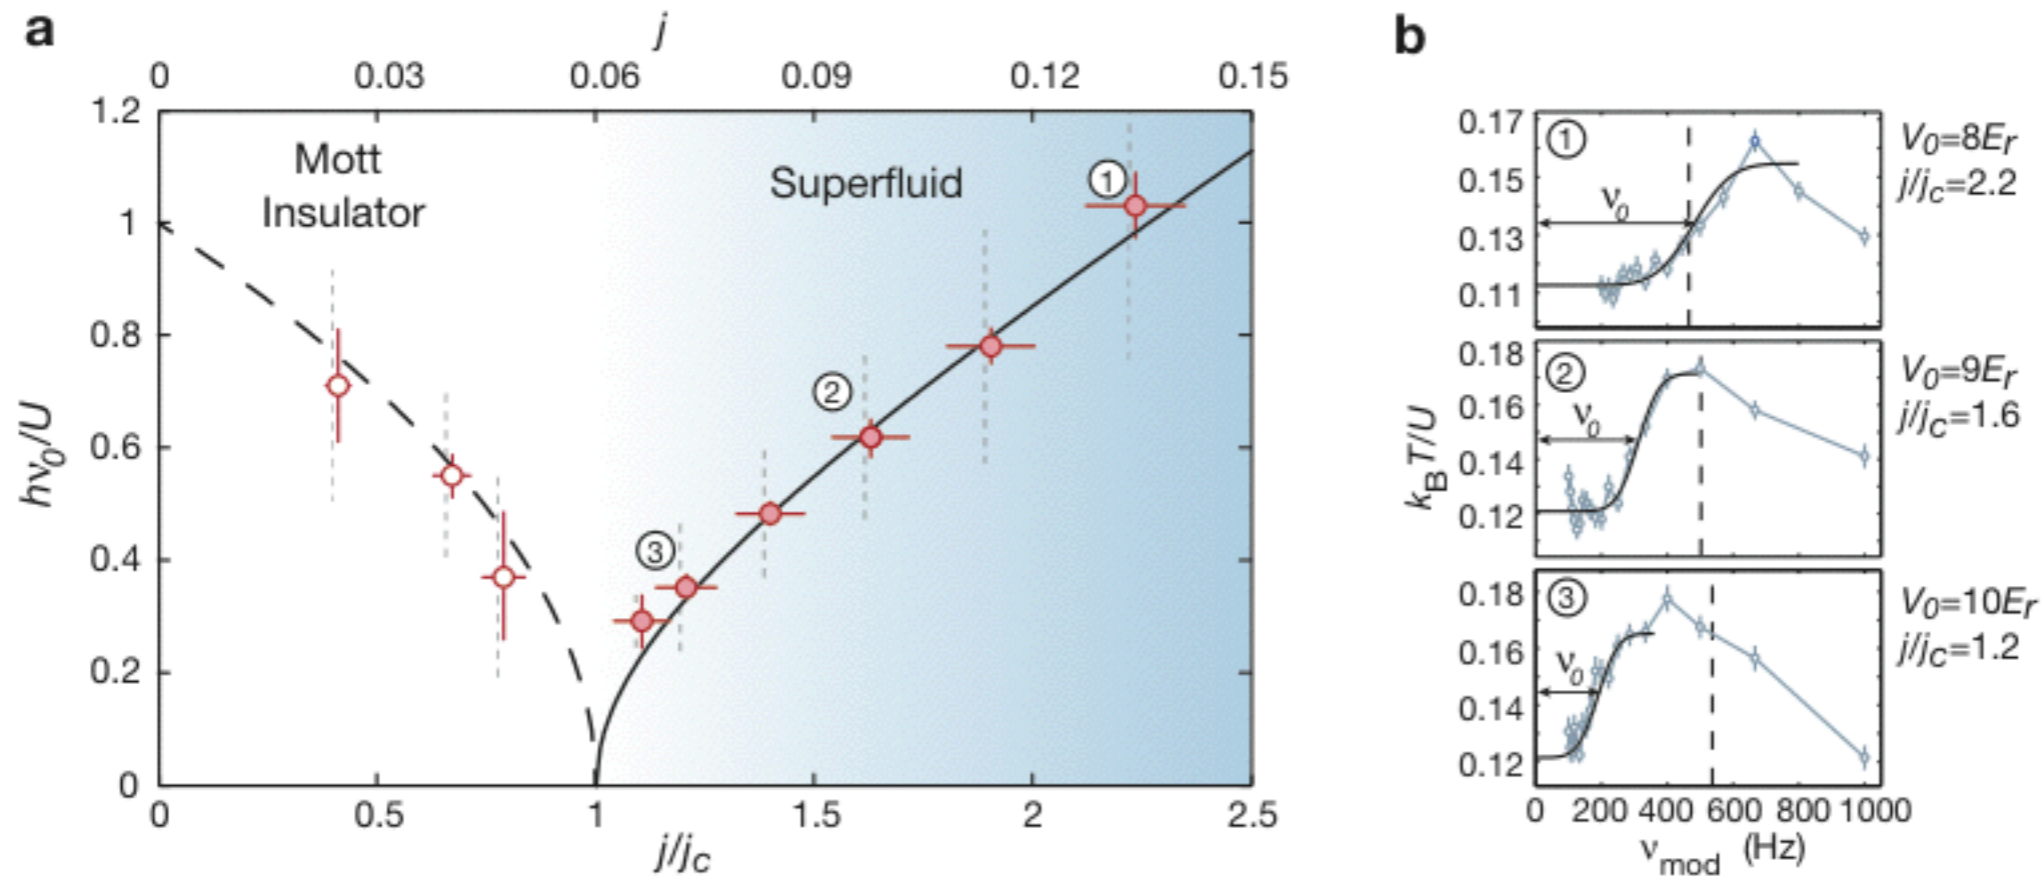 a
j
0 0.03 0.06 0.09 0.12 0.15
1.2
1
0.8
0.6
0.4
0.2
0
hν0/U
Mott
Insulator
Superfluid
1
2
3
0 0.5 1 1.5 2 2.5
j/jc
b
kBT/U
0.17
0.15
0.13
0.11
1
ν0
V0=8Er
j/jc=2.2
0.18
0.16
0.14
0.12
2
ν0
V0=9Er
j/jc=1.6
0.18
0.16
0.14
0.12
3
ν0
V0=10Er
j/jc=1.2
0 200 400 600 800 1000
νmod (Hz)